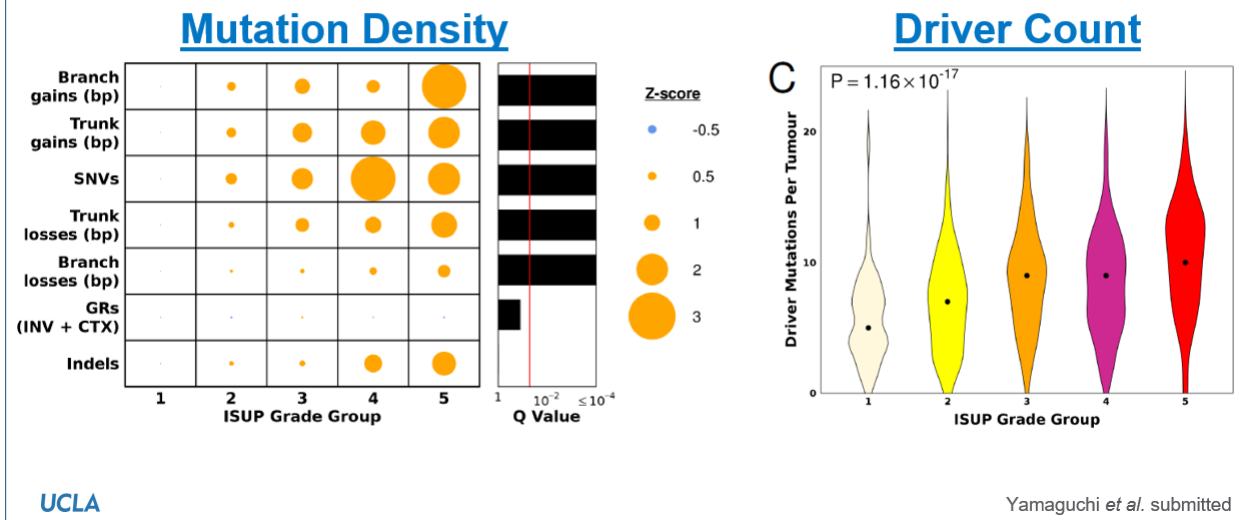 Mutation Density
Driver Count
Branch
gains (bp)
Trunk
gains (bp)
SNVs
Trunk
losses (bp)
Branch
losses (bp)
GRs
(INV + CTX)
Indels
1 2 3 4 5
ISUP Grade Group
1 10⁻² ≤10⁻⁴
Q Value
Z-score
-0.5
0.5
1
2
3
C
P = 1.16×10⁻¹⁷
Driver Mutations Per Tumour
20
10
0
1 2 3 4 5
ISUP Grade Group
UCLA
Yamaguchi et al. submitted